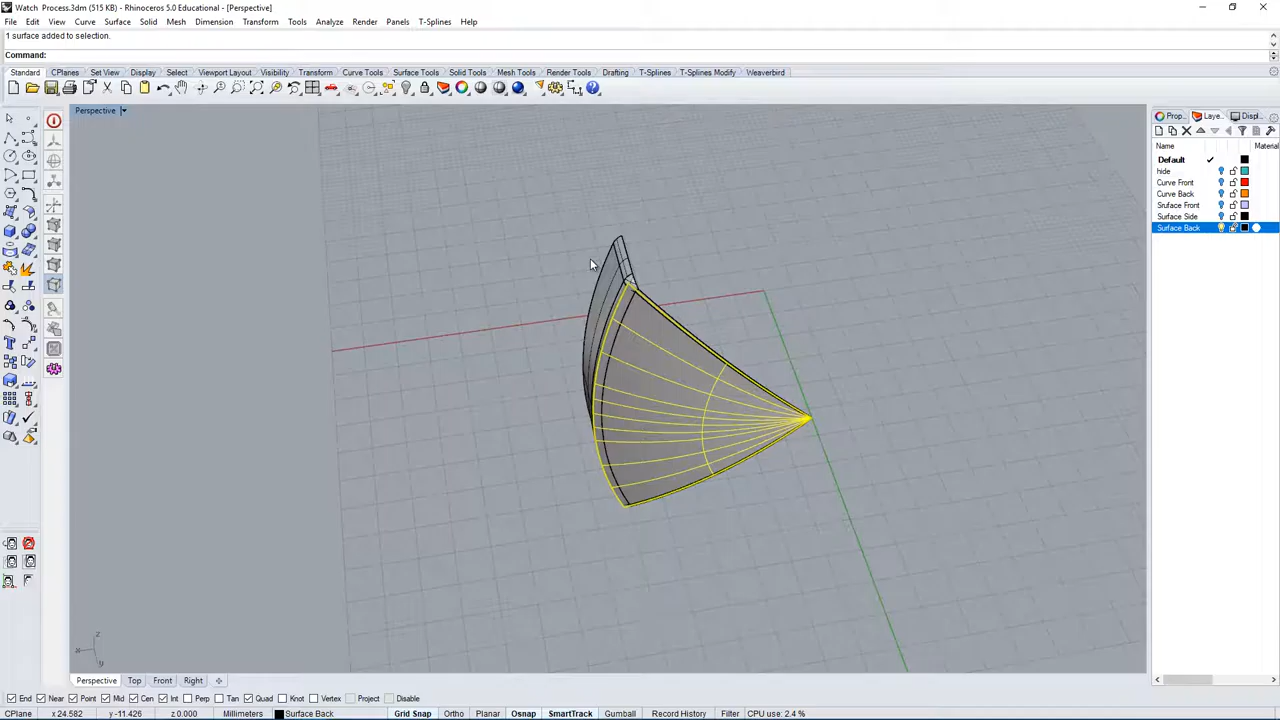 Watch Process.3dm (515 KB) - Rhinoceros 5.0 Educational - [Perspective]
File Edit View Curve Surface Solid Mesh Dimension Transform Tools Analyze Render Panels T-Splines Help
1 surface added to selection.
Command:
Standard CPlanes Set View Display Select Viewport Layout Visibility Transform Curve Tools Surface Tools Solid Tools Mesh Tools Render Tools Drafting T-Splines T-Splines Modify Weaverbird
Perspective
Prop... Laye... Displ...
Name Material
Default
hide
Curve Front
Curve Back
Sruface Front
Surface Side
Surface Back
z
x
y
Perspective Top Front Right
End Near Point Mid Cen Int Perp Tan Quad Knot Vertex Project Disable
CPlane x 24.582 y -11.426 z 0.000 Millimeters Surface Back Grid Snap Ortho Planar Osnap SmartTrack Gumball Record History Filter CPU use: 2.4 %